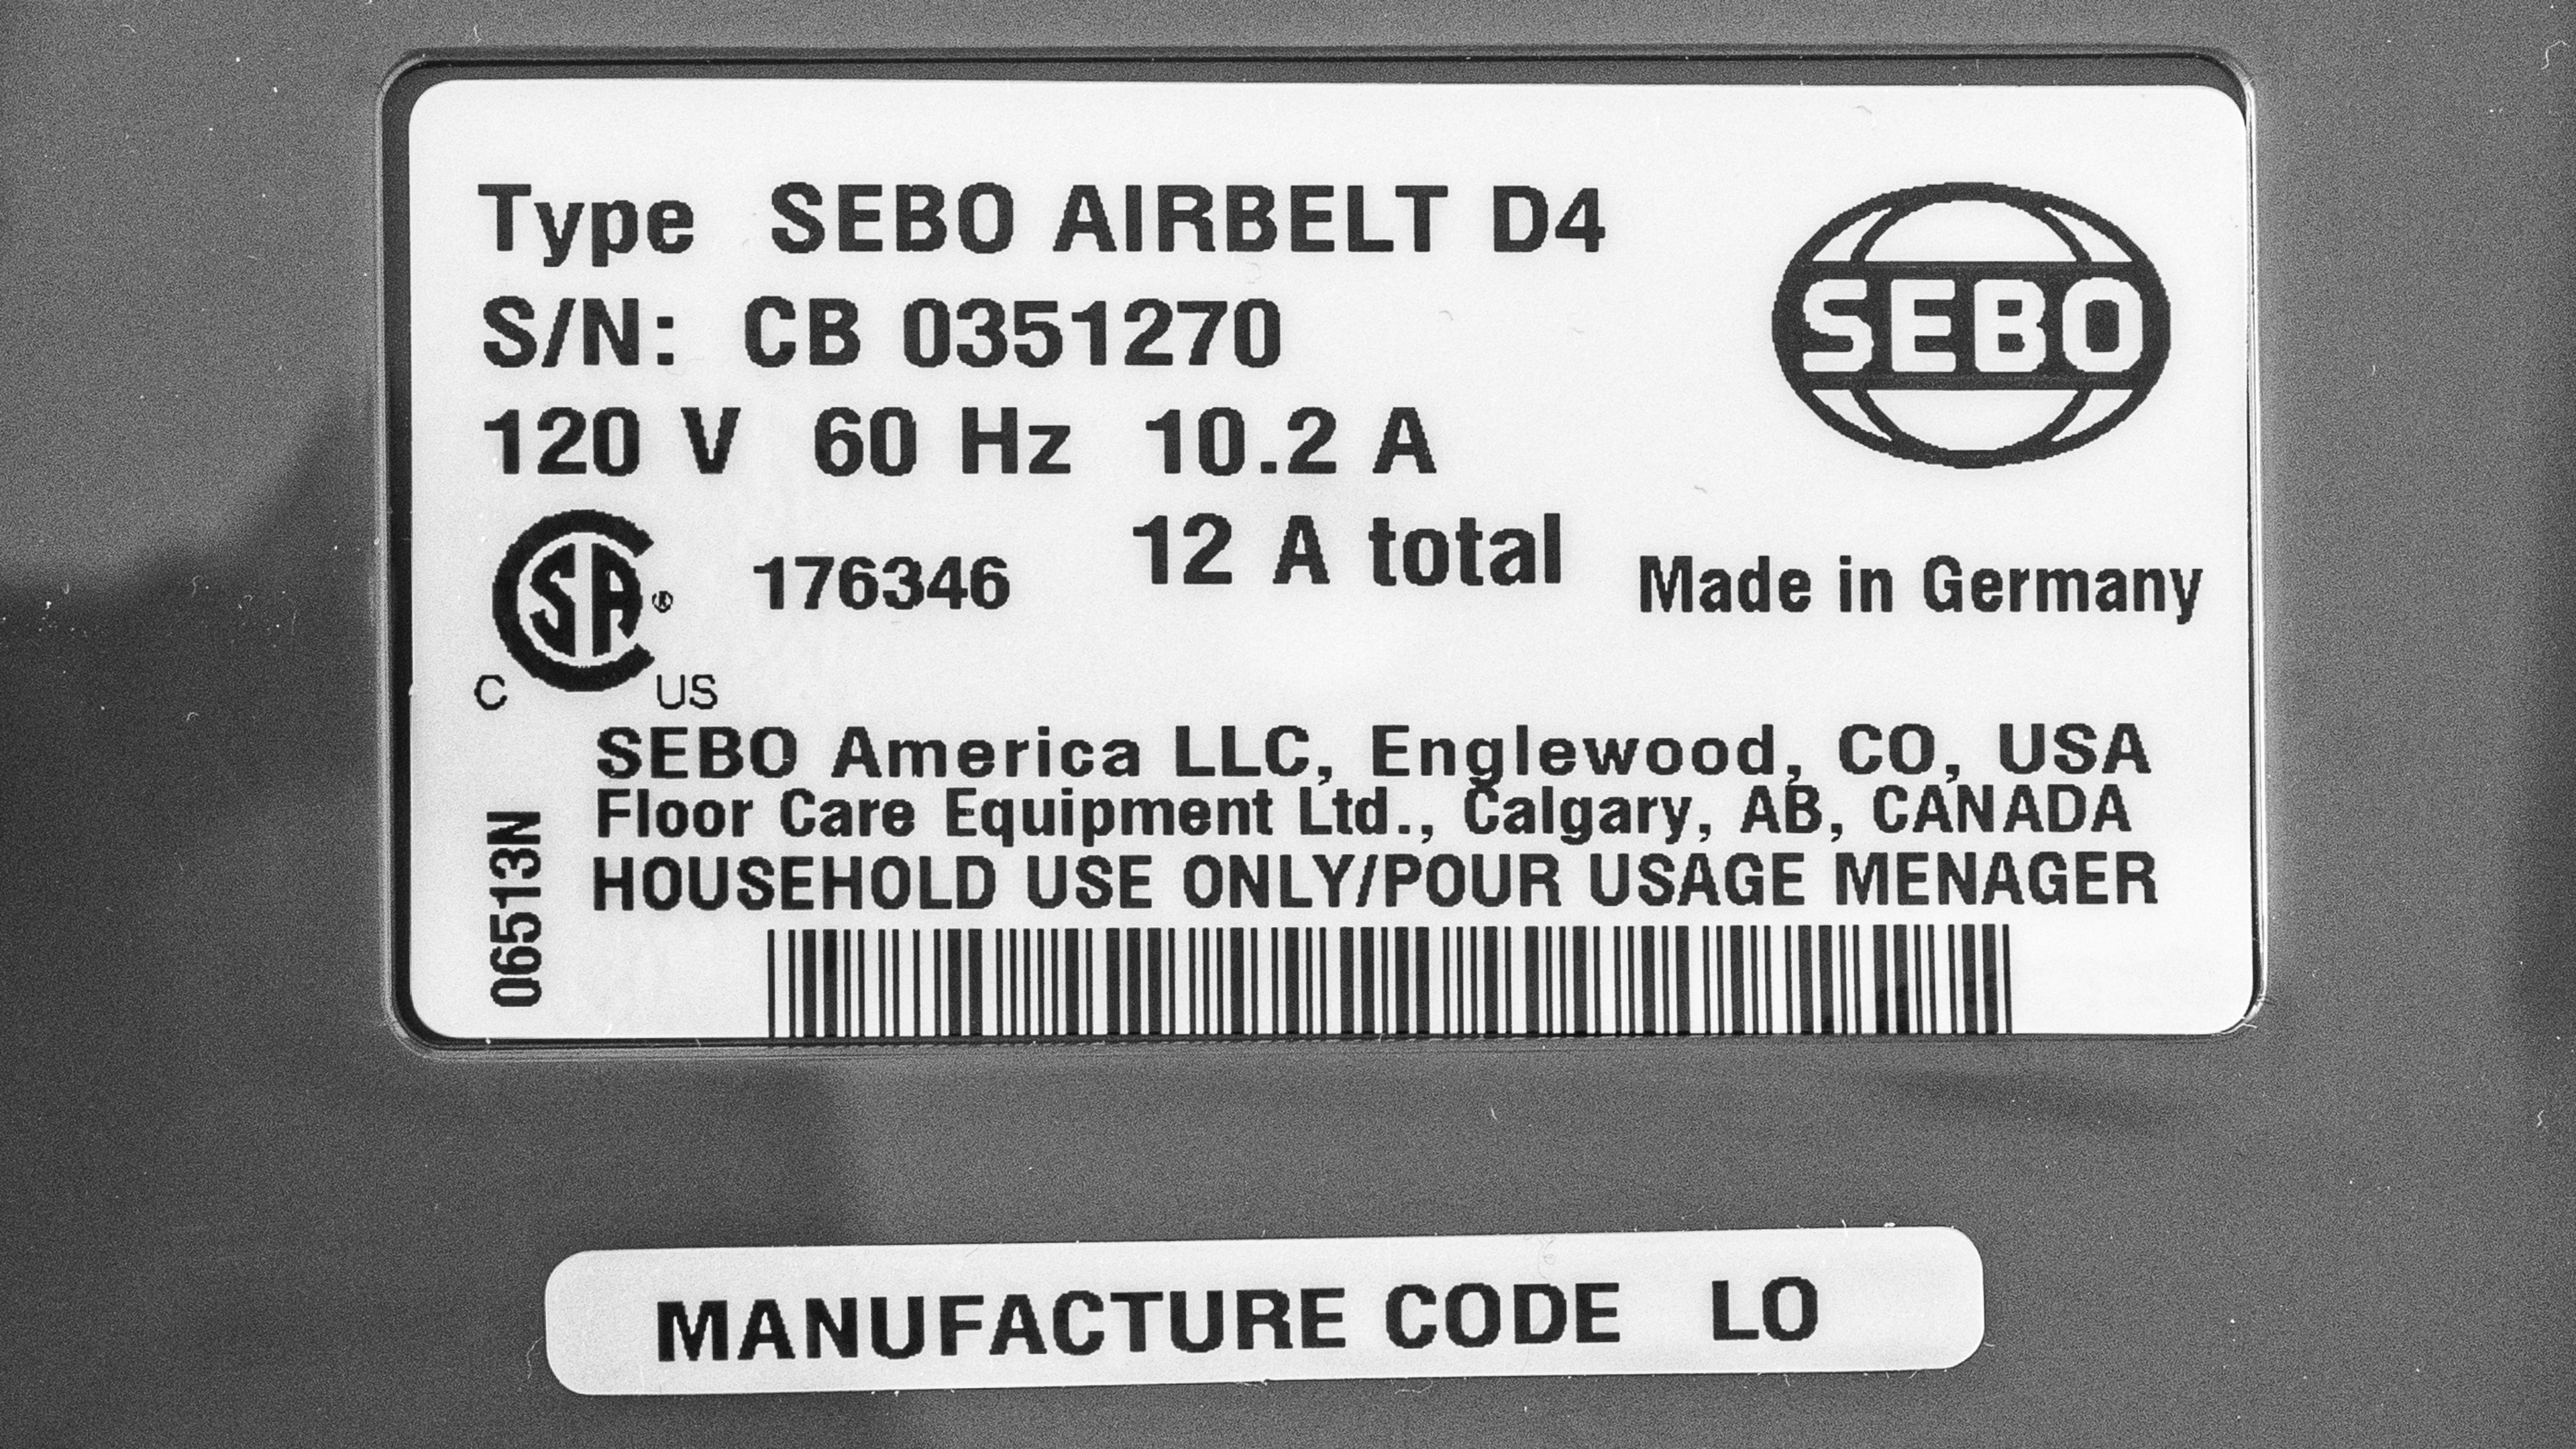 Type SEBO AIRBELT D4
SEBO
S/N: CB 0351270
120 V 60 Hz 10.2 A
12 A total
CSA® 176346
Made in Germany
C US
SEBO America LLC, Englewood, CO, USA
Floor Care Equipment Ltd., Calgary, AB, CANADA
HOUSEHOLD USE ONLY/POUR USAGE MENAGER
06513N
MANUFACTURE CODE LO